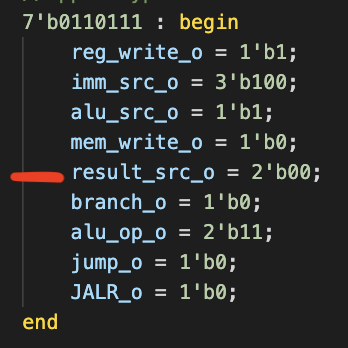 7'b0110111 : begin
reg_write_o = 1'b1;
imm_src_o = 3'b100;
alu_src_o = 1'b1;
mem_write_o = 1'b0;
result_src_o = 2'b00;
branch_o = 1'b0;
alu_op_o = 2'b11;
jump_o = 1'b0;
JALR_o = 1'b0;
end